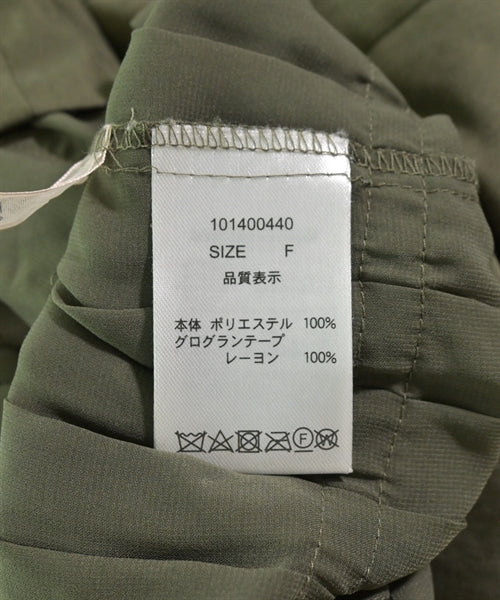 101400440
SIZE F
品質表示
本体 ポリエステル 100%
グログランテープ
レーヨン 100%
F
W